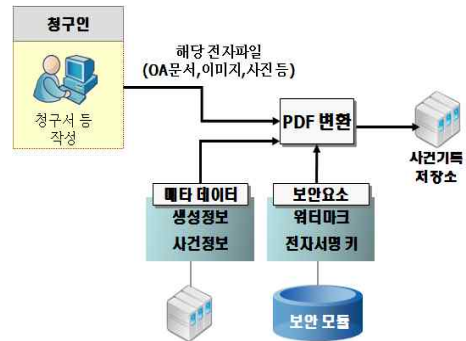 청구인
청구서 등
작성
해당 전자파일
(OA문서,이미지,사진 등)
PDF 변환
사건기록
저장소
메타 데이터
생성정보
사건정보
보안요소
워터마크
전자서명 키
보안 모듈